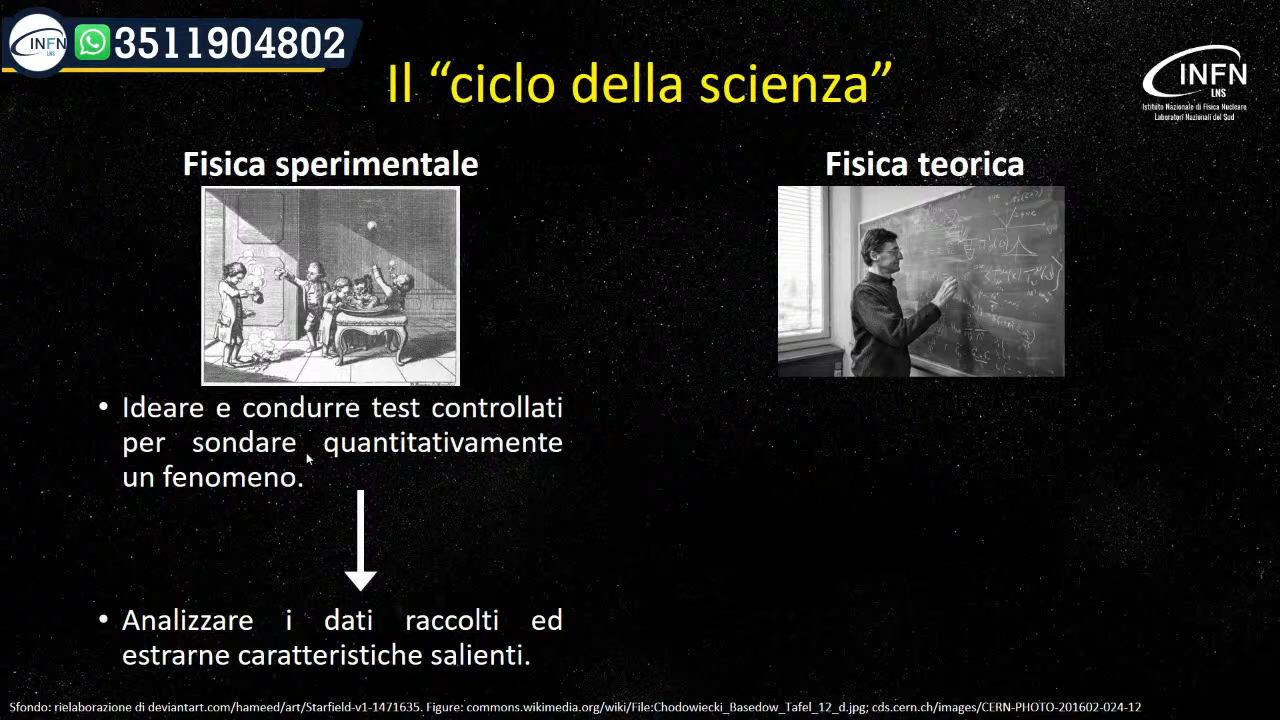 INFN
LNS
3511904802
Il “ciclo della scienza”
INFN
LNS
Istituto Nazionale di Fisica Nucleare
Laboratori Nazionali del Sud
Fisica sperimentale
Fisica teorica
• Ideare e condurre test controllati
per sondare quantitativamente
un fenomeno.
• Analizzare i dati raccolti ed
estrarne caratteristiche salienti.
Sfondo: rielaborazione di deviantart.com/hameed/art/Starfield-v1-1471635. Figure: commons.wikimedia.org/wiki/File:Chodowiecki_Basedow_Tafel_12_d.jpg; cds.cern.ch/images/CERN-PHOTO-201602-024-12